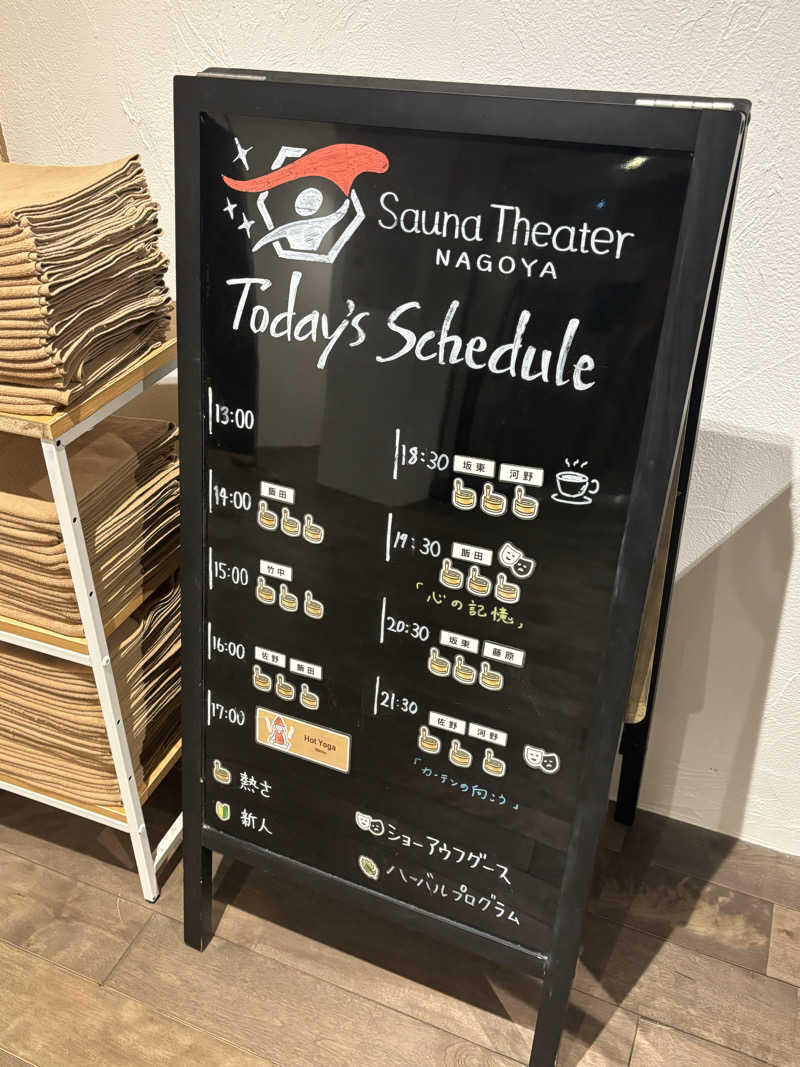 Sauna Theater
NAGOYA
Today's Schedule
13:00
14:00 飯田
15:00 竹中
16:00 佐野 飯田
17:00 Hot Yoga
18:30 坂東 河野
19:30 飯田
「心の記憶」
20:30 坂東 藤原
21:30 佐野 河野
「カーテンの向こう」
熱さ
新人
ショーアウフグース
ハーバルプログラム